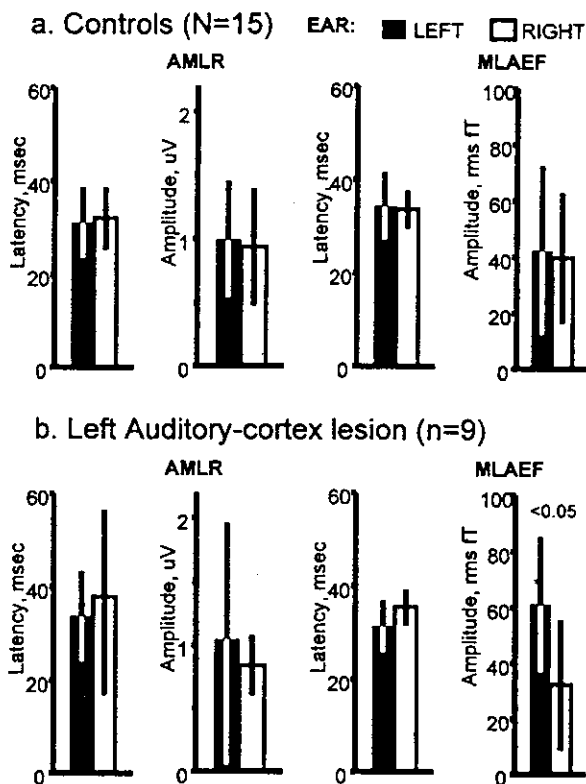 a. Controls (N=15) EAR: LEFT RIGHT
AMLR MLAEF
Latency, msec
60
40
20
0
Amplitude, uV
2
1
0
Latency, msec
60
40
20
0
Amplitude, rms fT
100
80
60
40
20
0
b. Left Auditory-cortex lesion (n=9)
AMLR MLAEF
Latency, msec
60
40
20
0
Amplitude, uV
2
1
0
Latency, msec
60
40
20
0
Amplitude, rms fT
100
80
60
40
20
0
<0.05